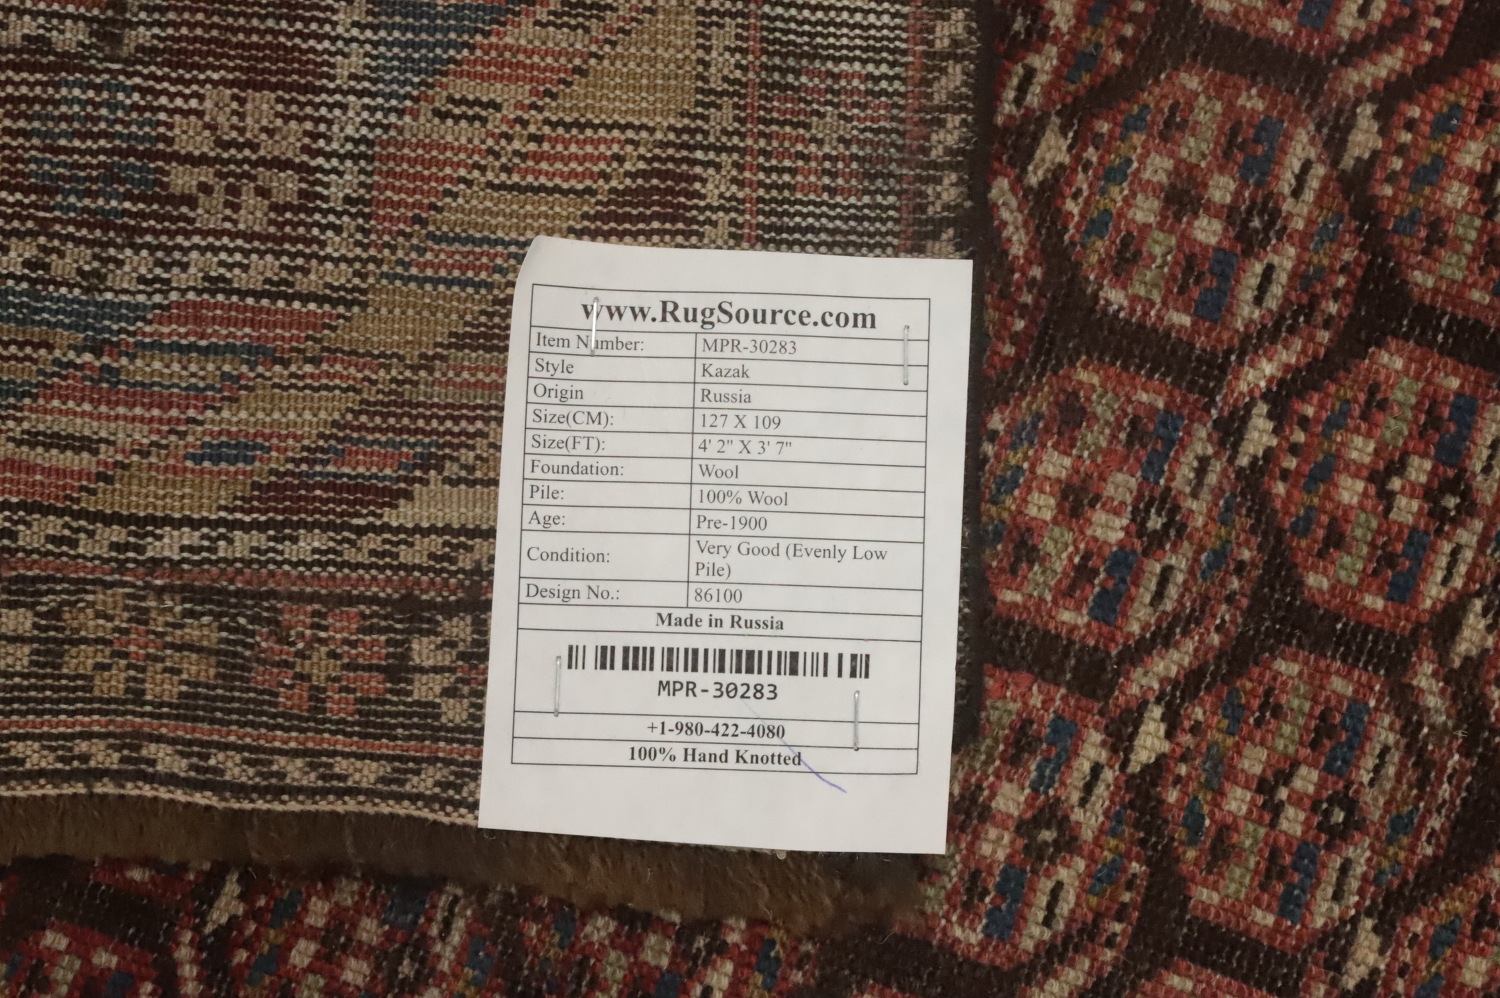 www.RugSource.com
Item Number: MPR-30283
Style Kazak
Origin Russia
Size(CM): 127 X 109
Size(FT): 4' 2" X 3' 7"
Foundation: Wool
Pile: 100% Wool
Age: Pre-1900
Condition: Very Good (Evenly Low
Pile)
Design No.: 86100
Made in Russia
MPR-30283
+1-980-422-4080
100% Hand Knotted